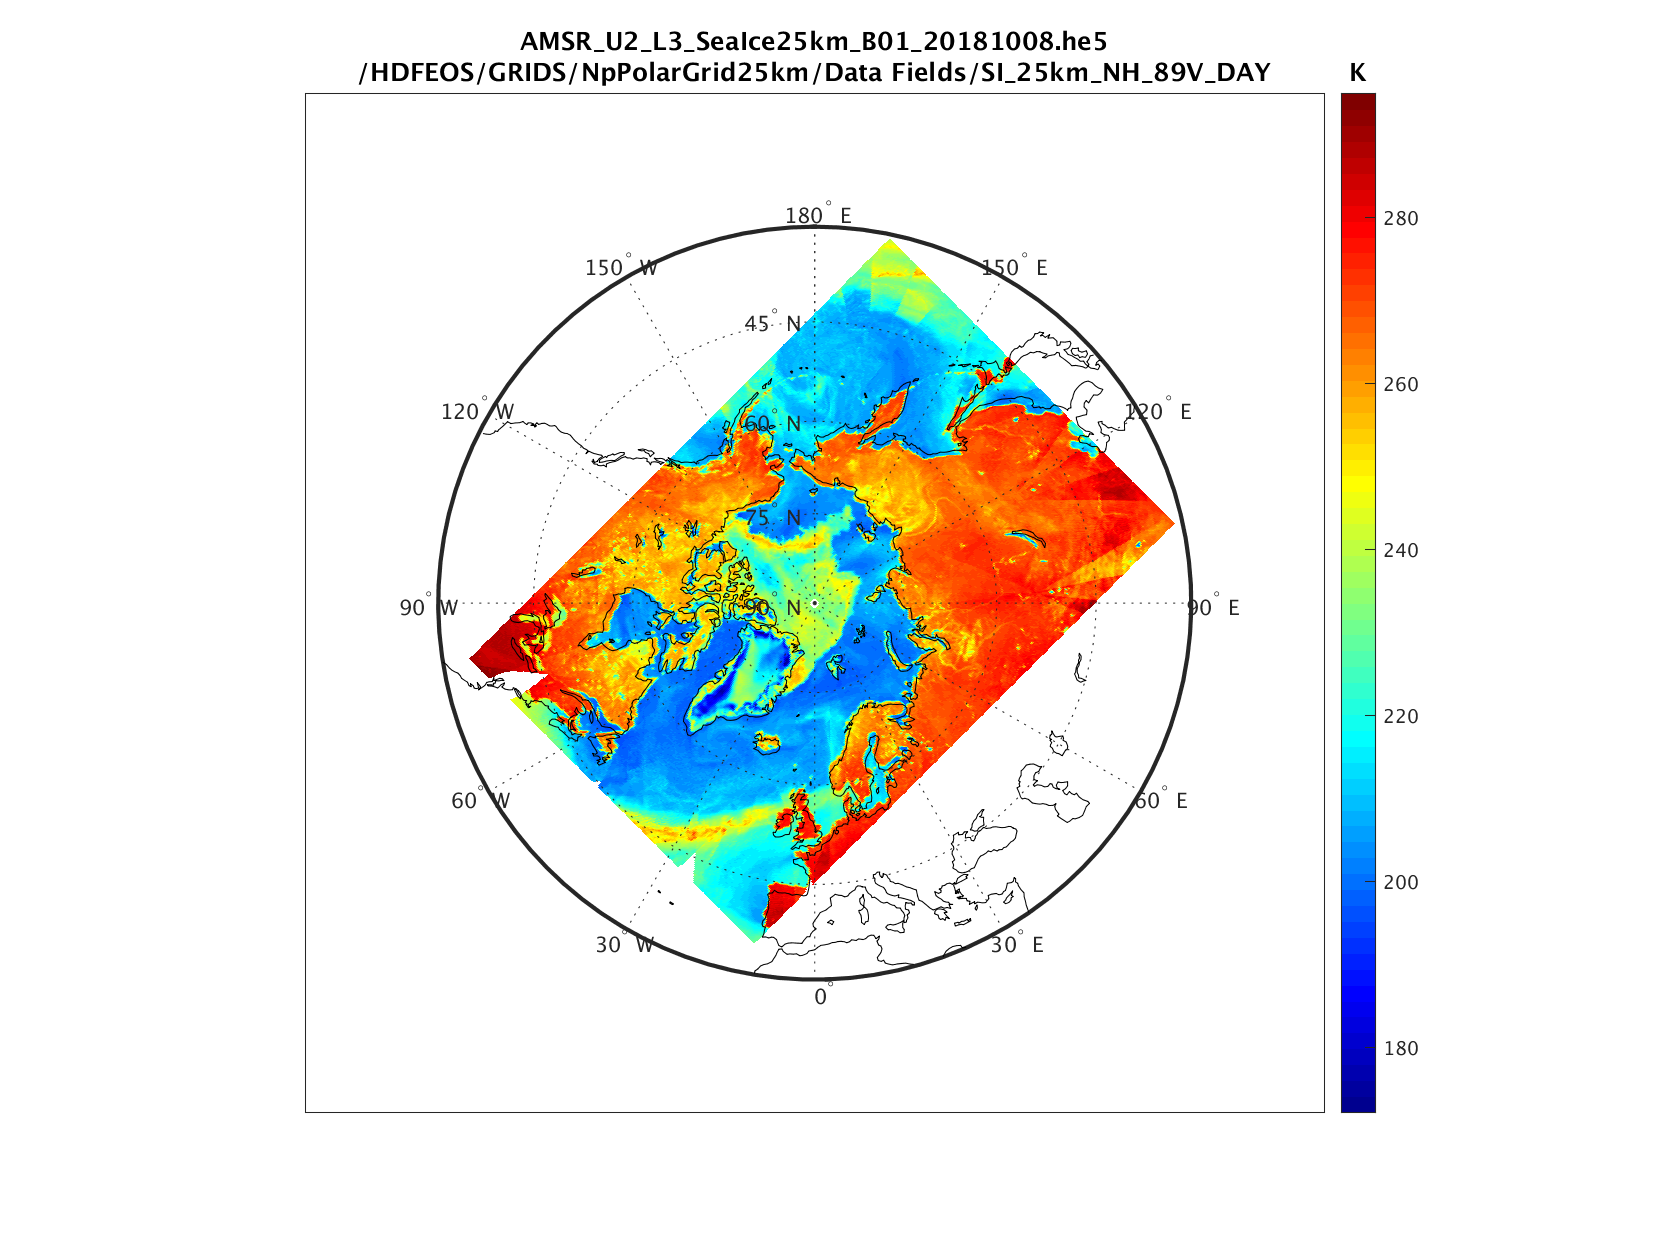 AMSR_U2_L3_SeaIce25km_B01_20181008.he5
/HDFEOS/GRIDS/NpPolarGrid25km/Data Fields/SI_25km_NH_89V_DAY
K
180° E
150° W
150° E
45° N
120° W
120° E
60° N
75° N
90° W
90° N
90° E
60° W
60° E
30° W
30° E
0°
280
260
240
220
200
180